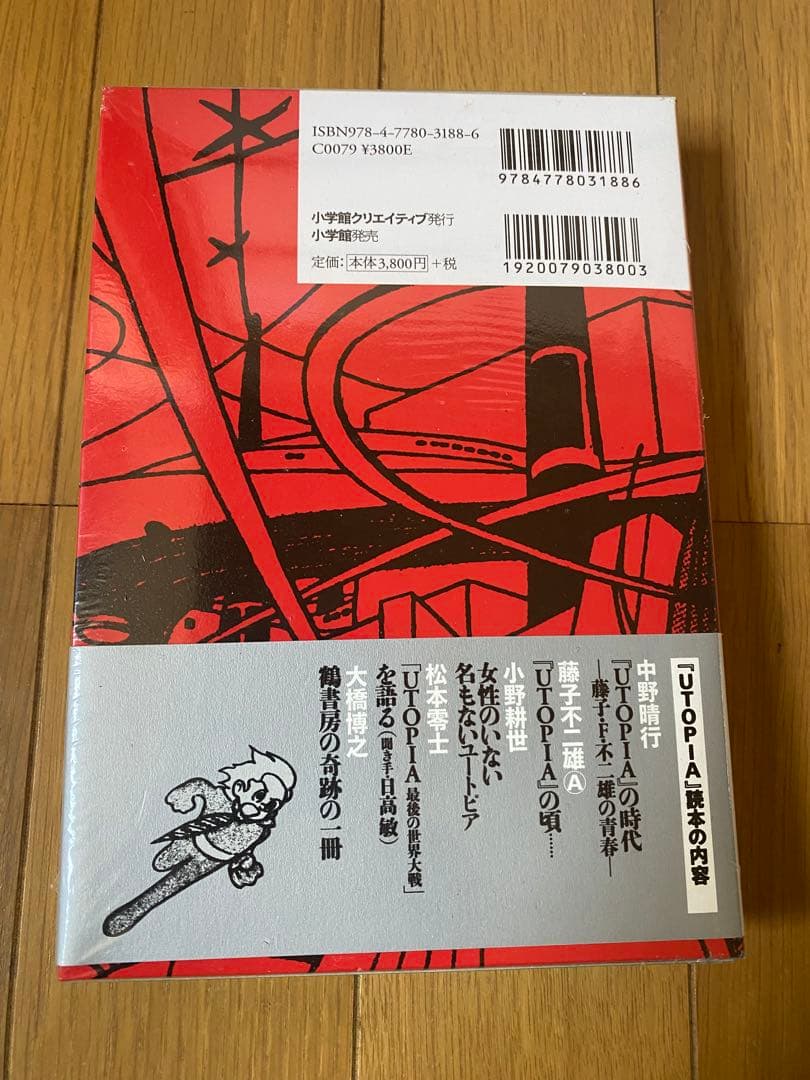 ISBN978-4-7780-3188-6
C0079 ¥3800E
9784778031886
小学館クリエイティブ発行
小学館発売
定価：本体3,800円＋税
1920079038003
『UTOPIA』読本の内容
中野晴行
『UTOPIA』の時代
―藤子・F・不二雄の青春―
藤子不二雄Ⓐ
『UTOPIA』の頃……
小野耕世
女性のいない
名もないユートピア
松本零士
「UTOPIA 最後の世界大戦」
を語る（聞き手・日高敏）
大橋博之
鶴書房の奇跡の一冊